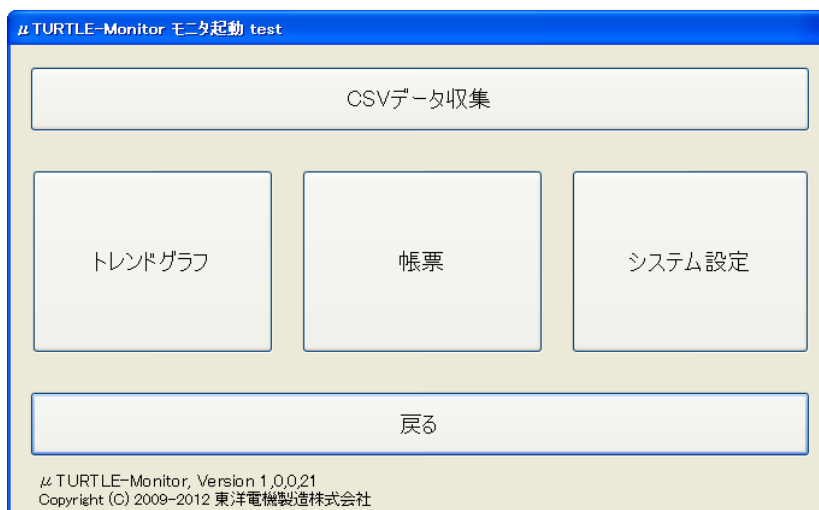 μTURTLE-Monitor モニタ起動 test
CSVデータ収集
トレンドグラフ
帳票
システム設定
戻る
μTURTLE-Monitor, Version 1,0,0,21
Copyright (C) 2009-2012 東洋電機製造株式会社